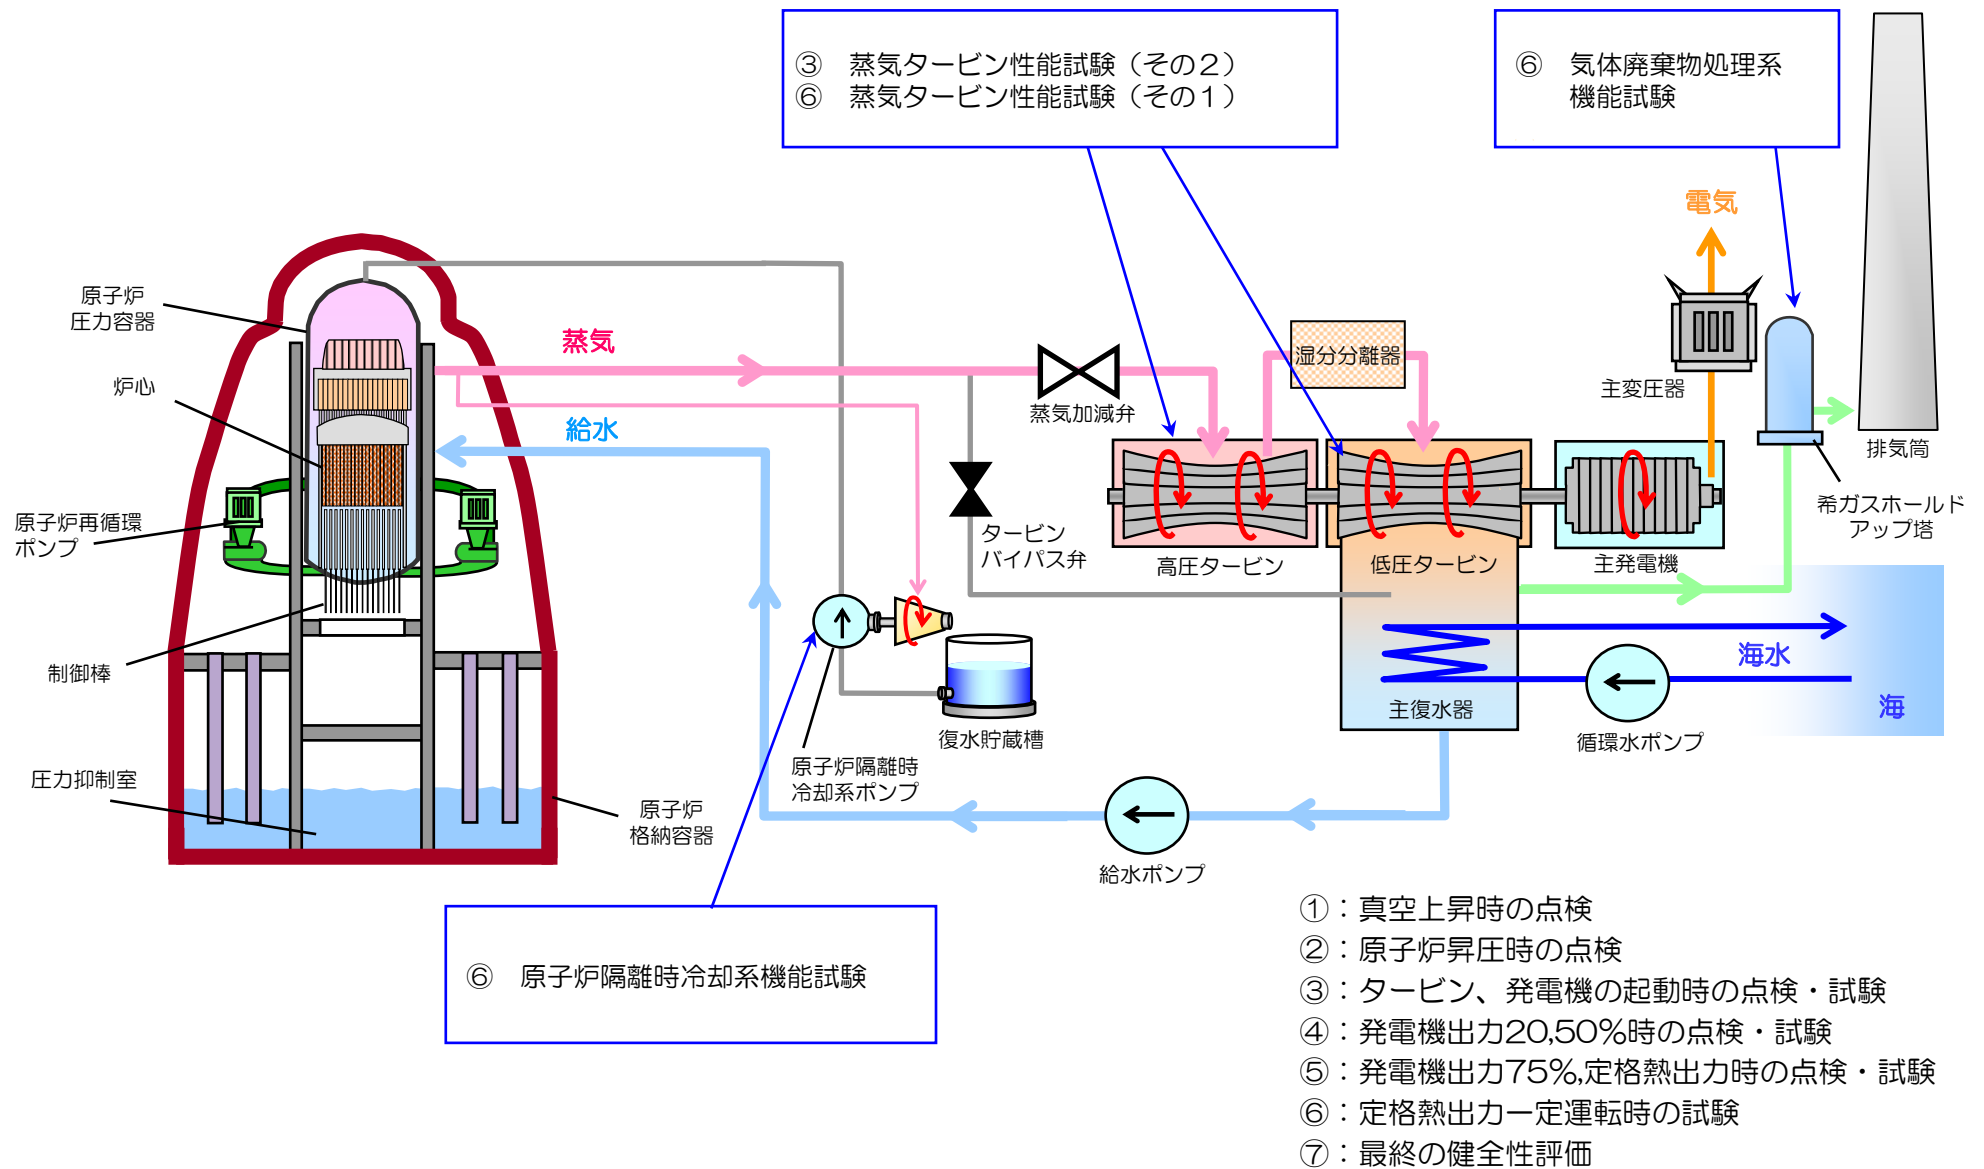 ③　蒸気タービン性能試験（その２）
⑥　蒸気タービン性能試験（その１）
⑥　気体廃棄物処理系
機能試験
電気
原子炉
圧力容器
蒸気
湿分分離器
炉心
主変圧器
蒸気加減弁
給水
排気筒
希ガスホールド
アップ塔
原子炉再循環
ポンプ
タービン
バイパス弁
高圧タービン
低圧タービン
主発電機
制御棒
海水
海
主復水器
循環水ポンプ
復水貯蔵槽
圧力抑制室
原子炉隔離時
冷却系ポンプ
原子炉
格納容器
給水ポンプ
⑥　原子炉隔離時冷却系機能試験
①：真空上昇時の点検
②：原子炉昇圧時の点検
③：タービン、発電機の起動時の点検・試験
④：発電機出力20,50％時の点検・試験
⑤：発電機出力75％,定格熱出力時の点検・試験
⑥：定格熱出力一定運転時の試験
⑦：最終の健全性評価